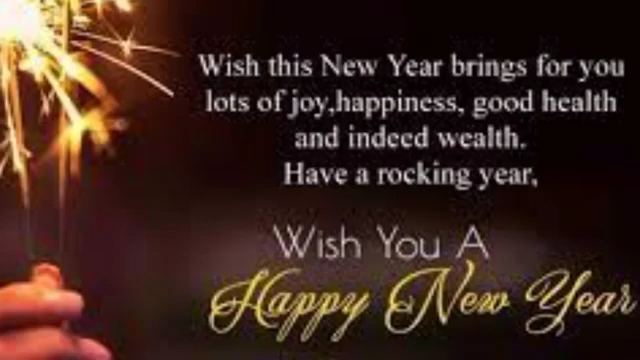 Wish this New Year brings for you
lots of joy,happiness, good health
and indeed wealth.
Have a rocking year,
Wish You A
Happy New Year